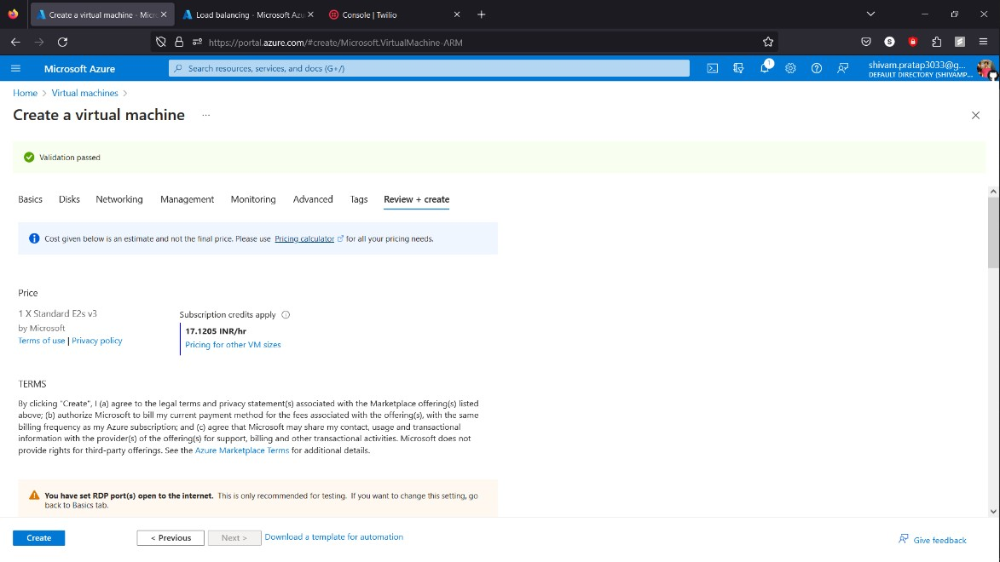 Create a virtual machine - Micr
Load balancing - Microsoft Azu
Console | Twilio
https://portal.azure.com/#create/Microsoft.VirtualMachine-ARM
S
Microsoft Azure
Search resources, services, and docs (G+/)
1
shivam.pratap3033@g...
DEFAULT DIRECTORY (SHIVAMP...
Home > Virtual machines >
Create a virtual machine ...
Validation passed
Basics Disks Networking Management Monitoring Advanced Tags Review + create
Cost given below is an estimate and not the final price. Please use Pricing calculator for all your pricing needs.
Price
1 X Standard E2s v3
by Microsoft
Terms of use | Privacy policy
Subscription credits apply
17.1205 INR/hr
Pricing for other VM sizes
TERMS
By clicking "Create", I (a) agree to the legal terms and privacy statement(s) associated with the Marketplace offering(s) listed
above; (b) authorize Microsoft to bill my current payment method for the fees associated with the offering(s), with the same
billing frequency as my Azure subscription; and (c) agree that Microsoft may share my contact, usage and transactional
information with the provider(s) of the offering(s) for support, billing and other transactional activities. Microsoft does not
provide rights for third-party offerings. See the Azure Marketplace Terms for additional details.
You have set RDP port(s) open to the internet. This is only recommended for testing. If you want to change this setting, go
back to Basics tab.
Create
< Previous
Next >
Download a template for automation
Give feedback